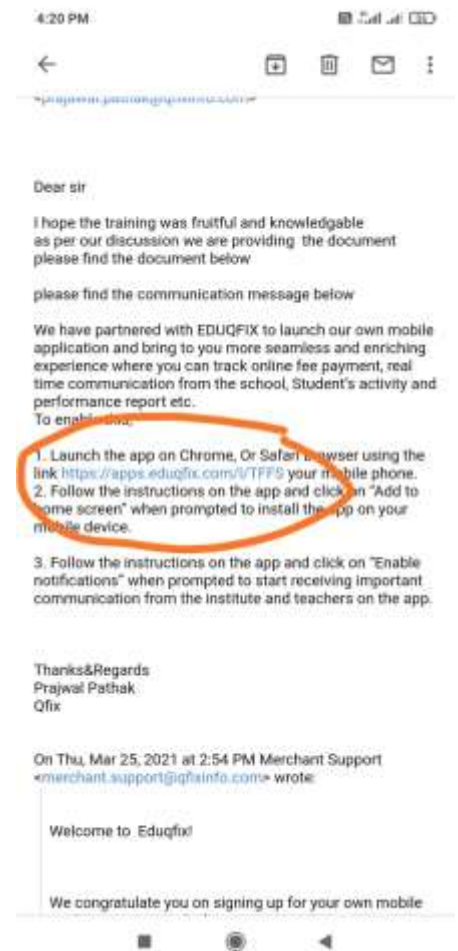 4:20 PM
<prajwal.pathak@qfixinfo.com>
Dear sir
I hope the training was fruitful and knowledgable
as per our discussion we are providing the document
please find the document below
please find the communication message below
We have partnered with EDUQFIX to launch our own mobile
application and bring to you more seamless and enriching
experience where you can track online fee payment, real
time communication from the school, Student's activity and
performance report etc.
To enable this,
1. Launch the app on Chrome, Or Safari Browser using the
link https://apps.eduqfix.com/I/TFFS your mobile phone.
2. Follow the instructions on the app and click on "Add to
home screen" when prompted to install the app on your
mobile device.
3. Follow the instructions on the app and click on "Enable
notifications" when prompted to start receiving important
communication from the institute and teachers on the app.
Thanks&Regards
Prajwal Pathak
Qfix
On Thu, Mar 25, 2021 at 2:54 PM Merchant Support
<merchant.support@qfixinfo.com> wrote:
Welcome to Eduqfix!
We congratulate you on signing up for your own mobile